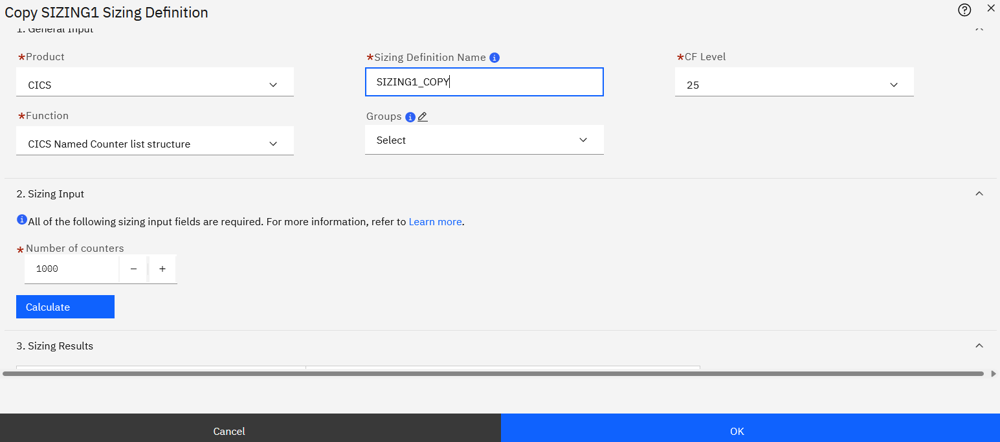 Copy SIZING1 Sizing Definition
1. General Input
*Product
*Sizing Definition Name
*CF Level
CICS
SIZING1_COPY
25
*Function
Groups
CICS Named Counter list structure
Select
2. Sizing Input
All of the following sizing input fields are required. For more information, refer to Learn more.
*Number of counters
1000
Calculate
3. Sizing Results
Cancel
OK